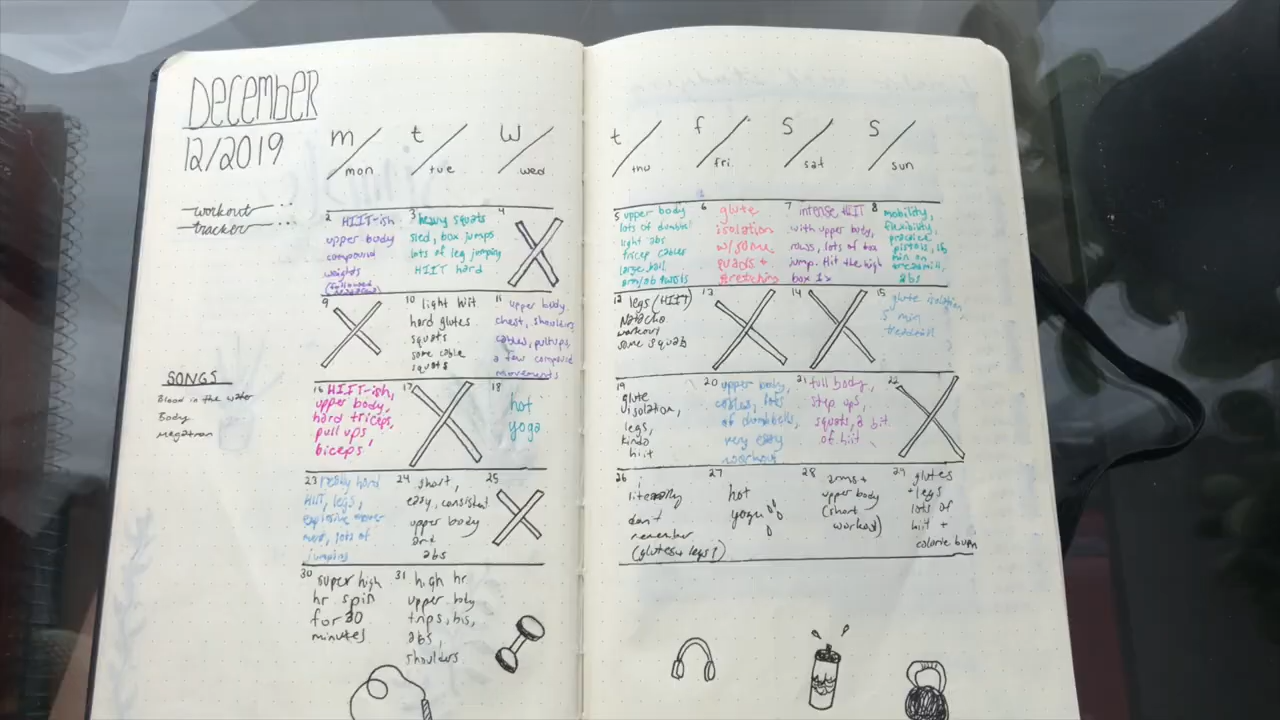 December
12/2019
workout
tracker
m/mon
t/tue
w/wed
t/thu
f/fri
s/sat
s/sun
2 HIIT-ish
upper body
compound
weights
3 heavy squats
sled, box jumps
lots of leg jumping
HIIT hard
4
5 upper body
lots of dumbbell
light abs
tricep cables
large ball
arm/ab twists
6 glute
isolation
w/some
quads +
stretching
7 intense HIIT
with upper body,
rows, lots of box
jump. Hit the high
box 1x
8 mobility,
flexibility,
practice
pistols, 15
min on
treadmill,
abs
9
10 light hiit
hard glutes
squats
some cable
squats
11 upper body.
chest, shoulders
cables, pullups,
a few compound
movements
12 legs (HIIT)
Natacha
workout
some squats
13
14
15 glute isolation
5 min
treadmill
SONGS
Blood in the water
Body
Megatron
16 HIIT-ish,
upper body,
hard triceps,
pull ups,
biceps
17
18
hot
yoga
19
glute
isolation,
legs,
kinda
hiit
20 upper body,
cables, lots
of dumbbells,
very easy
workout
21 full body,
step ups,
squats, a bit
of hiit
22
23 really hard
HIIT, legs,
explosive move-
ment, lots of
jumping
24 short,
easy, consistent
upper body
and
abs
25
26 i
literally
don't
remember
(glutes + legs?)
27
hot
yoga
28 arms +
upper body
(short
workout)
29 glutes
+ legs
lots of
hiit +
calorie burn
30 super high
hr spin
for 30
minutes
31 high hr
upper body
trips, bis,
abs,
shoulders